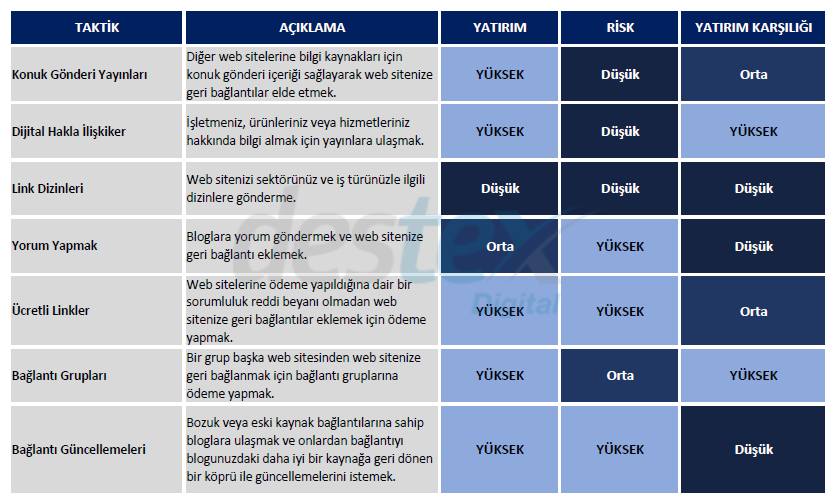 TAKTİK AÇIKLAMA YATIRIM RİSK YATIRIM KARŞILIĞI
Konuk Gönderi Yayınları
Diğer web sitelerine bilgi kaynakları için
konuk gönderi içeriği sağlayarak web sitenize
geri bağlantılar elde etmek.
YÜKSEK Düşük Orta
Dijital Hakla İlişkiker
İşletmeniz, ürünleriniz veya hizmetleriniz
hakkında bilgi almak için yayınlara ulaşmak.
YÜKSEK Düşük YÜKSEK
Link Dizinleri
Web sitenizi sektörünüz ve iş türünüzle ilgili
dizinlere gönderme.
Düşük Düşük Düşük
Yorum Yapmak
Bloglara yorum göndermek ve web sitenize
geri bağlantı eklemek.
Orta YÜKSEK Düşük
Ücretli Linkler
Web sitelerine ödeme yapıldığına dair bir
sorumluluk reddi beyanı olmadan web
sitenize geri bağlantılar eklemek için ödeme
yapmak.
YÜKSEK YÜKSEK Orta
Bağlantı Grupları
Bir grup başka web sitesinden web sitenize
geri bağlanmak için bağlantı gruplarına
ödeme yapmak.
YÜKSEK Orta YÜKSEK
Bağlantı Güncellemeleri
Bozuk veya eski kaynak bağlantılarına sahip
bloglara ulaşmak ve onlardan bağlantıyı
blogunuzdaki daha iyi bir kaynağa geri dönen
bir köprü ile güncellemelerini istemek.
YÜKSEK YÜKSEK Düşük
destex
Digital